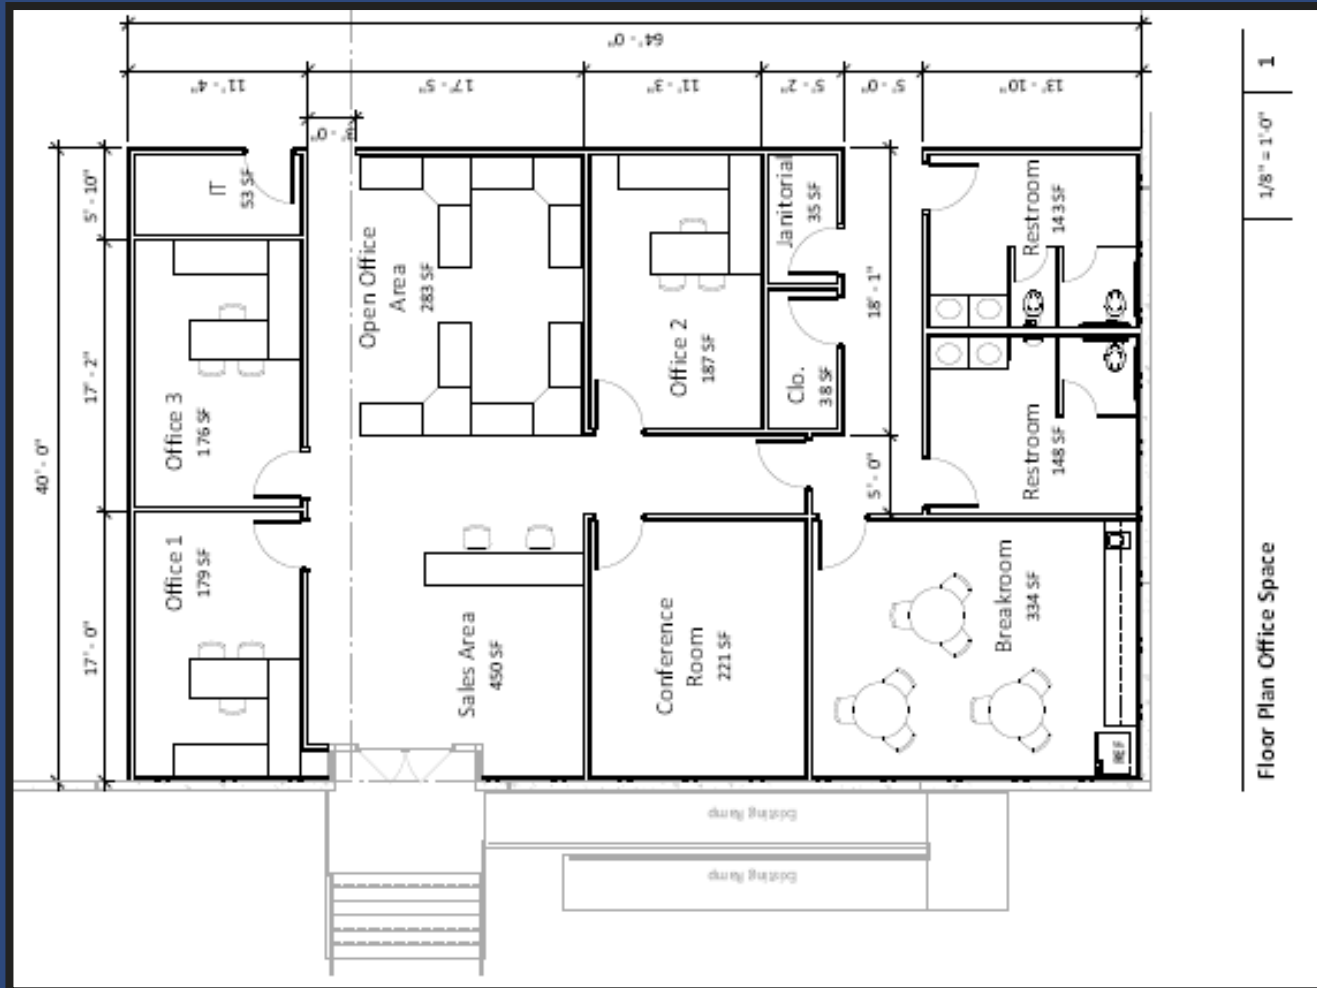 64' - 0"
11' - 4"
17' - 5"
11' - 3"
5' - 2"
5' - 0"
13' - 10"
40' - 0"
5' - 10"
17' - 2"
17' - 0"
18' - 1"
5' - 0"
IT
53 SF
Office 3
176 SF
Office 1
179 SF
Open Office
Area
283 SF
Sales Area
450 SF
Office 2
187 SF
Conference
Room
221 SF
Janitorial
35 SF
Clo.
38 SF
Restroom
143 SF
Restroom
148 SF
Breakroom
334 SF
REF
Existing Ramp
Existing Ramp
Floor Plan Office Space
1/8" = 1'-0"
1